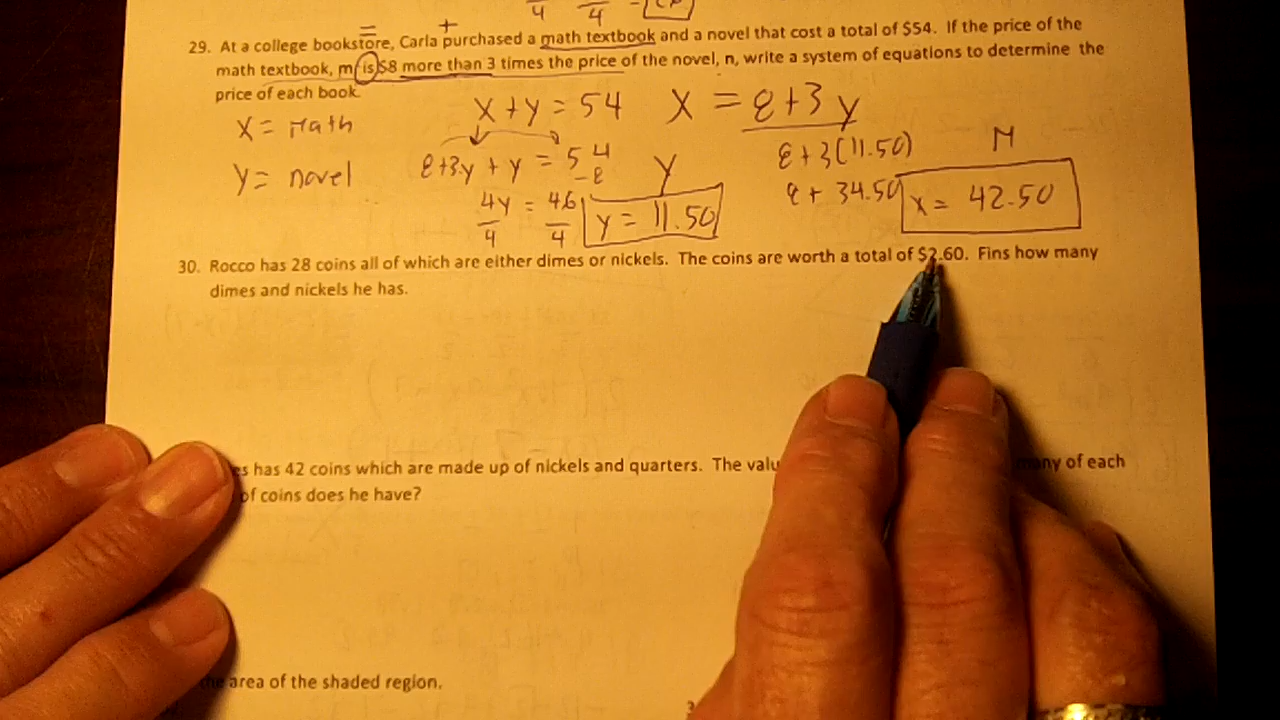 4 4
=
+
29. At a college bookstore, Carla purchased a math textbook and a novel that cost a total of $54. If the price of the
math textbook, m is $8 more than 3 times the price of the novel, n, write a system of equations to determine the
price of each book.
x + y = 54 x = 8+3y
x = Math
8+3y + y = 54 y 8+3(11.50) M
-8
y = novel
8 + 34.50 x = 42.50
4y = 46 y = 11.50
4 4
30. Rocco has 28 coins all of which are either dimes or nickels. The coins are worth a total of $2.60. Fins how many
dimes and nickels he has.
has 42 coins which are made up of nickels and quarters. The many of each
of coins does he have?
the area of the shaded region.
3